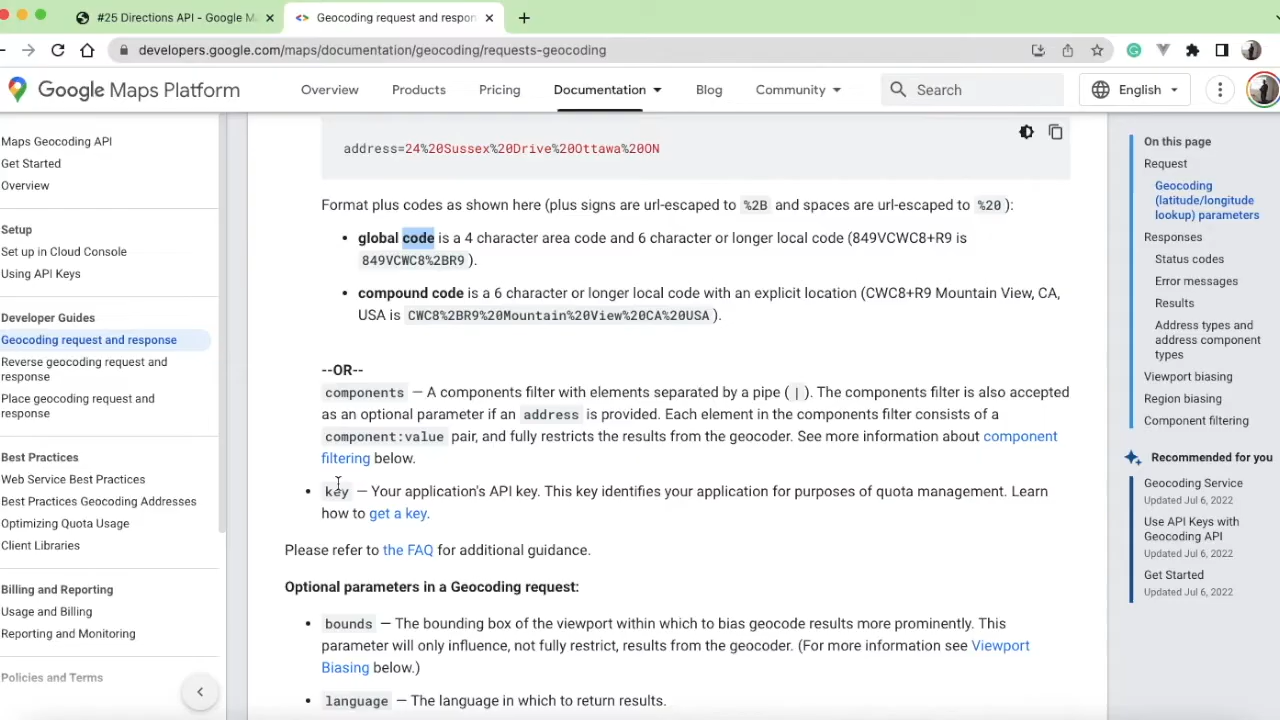 #25 Directions API - Google M
Geocoding request and respon
developers.google.com/maps/documentation/geocoding/requests-geocoding
Google Maps Platform
Overview
Products
Pricing
Documentation
Blog
Community
Search
English
Maps Geocoding API
Get Started
Overview
Setup
Set up in Cloud Console
Using API Keys
Developer Guides
Geocoding request and response
Reverse geocoding request and
response
Place geocoding request and
response
Best Practices
Web Service Best Practices
Best Practices Geocoding Addresses
Optimizing Quota Usage
Client Libraries
Billing and Reporting
Usage and Billing
Reporting and Monitoring
Policies and Terms
address=24%20Sussex%20Drive%20Ottawa%20ON
Format plus codes as shown here (plus signs are url-escaped to %2B and spaces are url-escaped to %20 ):
• global code is a 4 character area code and 6 character or longer local code (849VCWC8+R9 is
849VCWC8%2BR9 ).
• compound code is a 6 character or longer local code with an explicit location (CWC8+R9 Mountain View, CA,
USA is CWC8%2BR9%20Mountain%20View%20CA%20USA ).
--OR--
components — A components filter with elements separated by a pipe ( | ). The components filter is also accepted
as an optional parameter if an address is provided. Each element in the components filter consists of a
component:value pair, and fully restricts the results from the geocoder. See more information about component
filtering below.
• key — Your application's API key. This key identifies your application for purposes of quota management. Learn
how to get a key.
Please refer to the FAQ for additional guidance.
Optional parameters in a Geocoding request:
• bounds — The bounding box of the viewport within which to bias geocode results more prominently. This
parameter will only influence, not fully restrict, results from the geocoder. (For more information see Viewport
Biasing below.)
• language — The language in which to return results.
On this page
Request
Geocoding
(latitude/longitude
lookup) parameters
Responses
Status codes
Error messages
Results
Address types and
address component
types
Viewport biasing
Region biasing
Component filtering
Recommended for you
Geocoding Service
Updated Jul 6, 2022
Use API Keys with
Geocoding API
Updated Jul 6, 2022
Get Started
Updated Jul 6, 2022